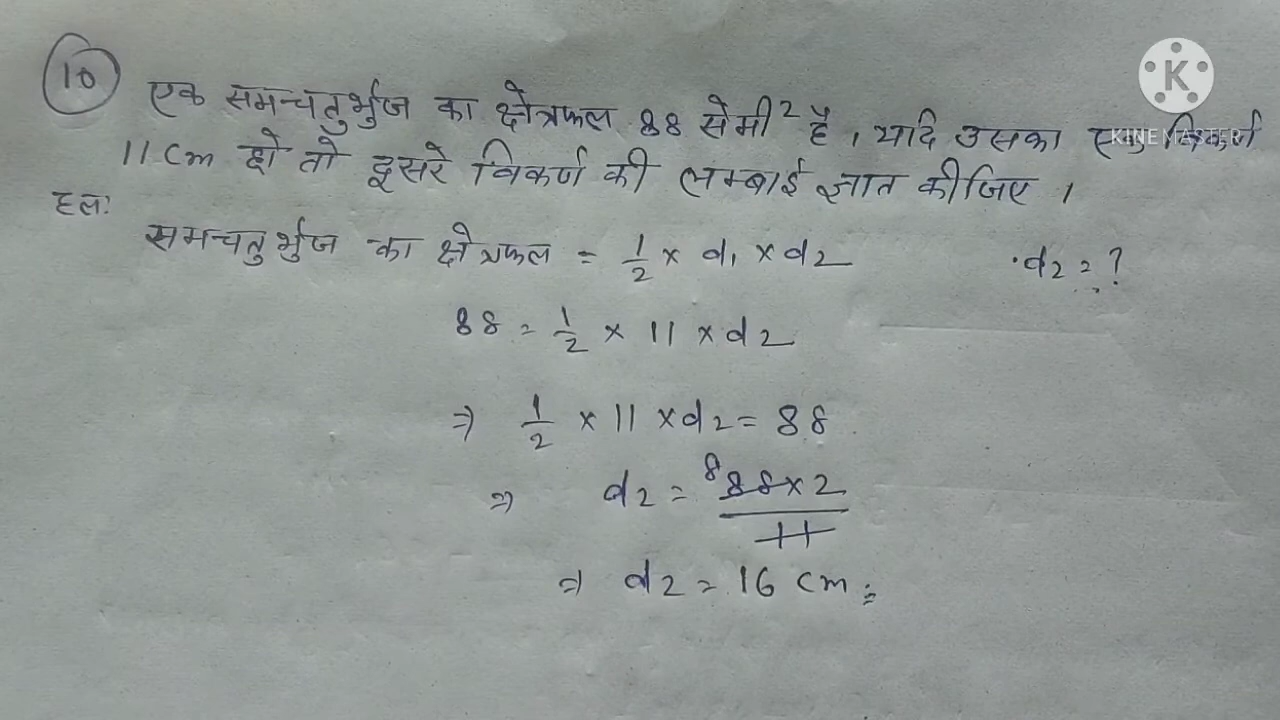 10 एक समचतुर्भुज का क्षेत्रफल 88 सेमी² है, यदि उसका एक विकर्ण
11 Cm हो तो दूसरे विकर्ण की लम्बाई ज्ञात कीजिए ।
हल:
समचतुर्भुज का क्षेत्रफल = 1/2 × d1 × d2
d2 = ?
88 = 1/2 × 11 × d2
⇒ 1/2 × 11 × d2 = 88
⇒ d2 = 8 88×2 / 11
⇒ d2 = 16 cm
K
KINEMASTER